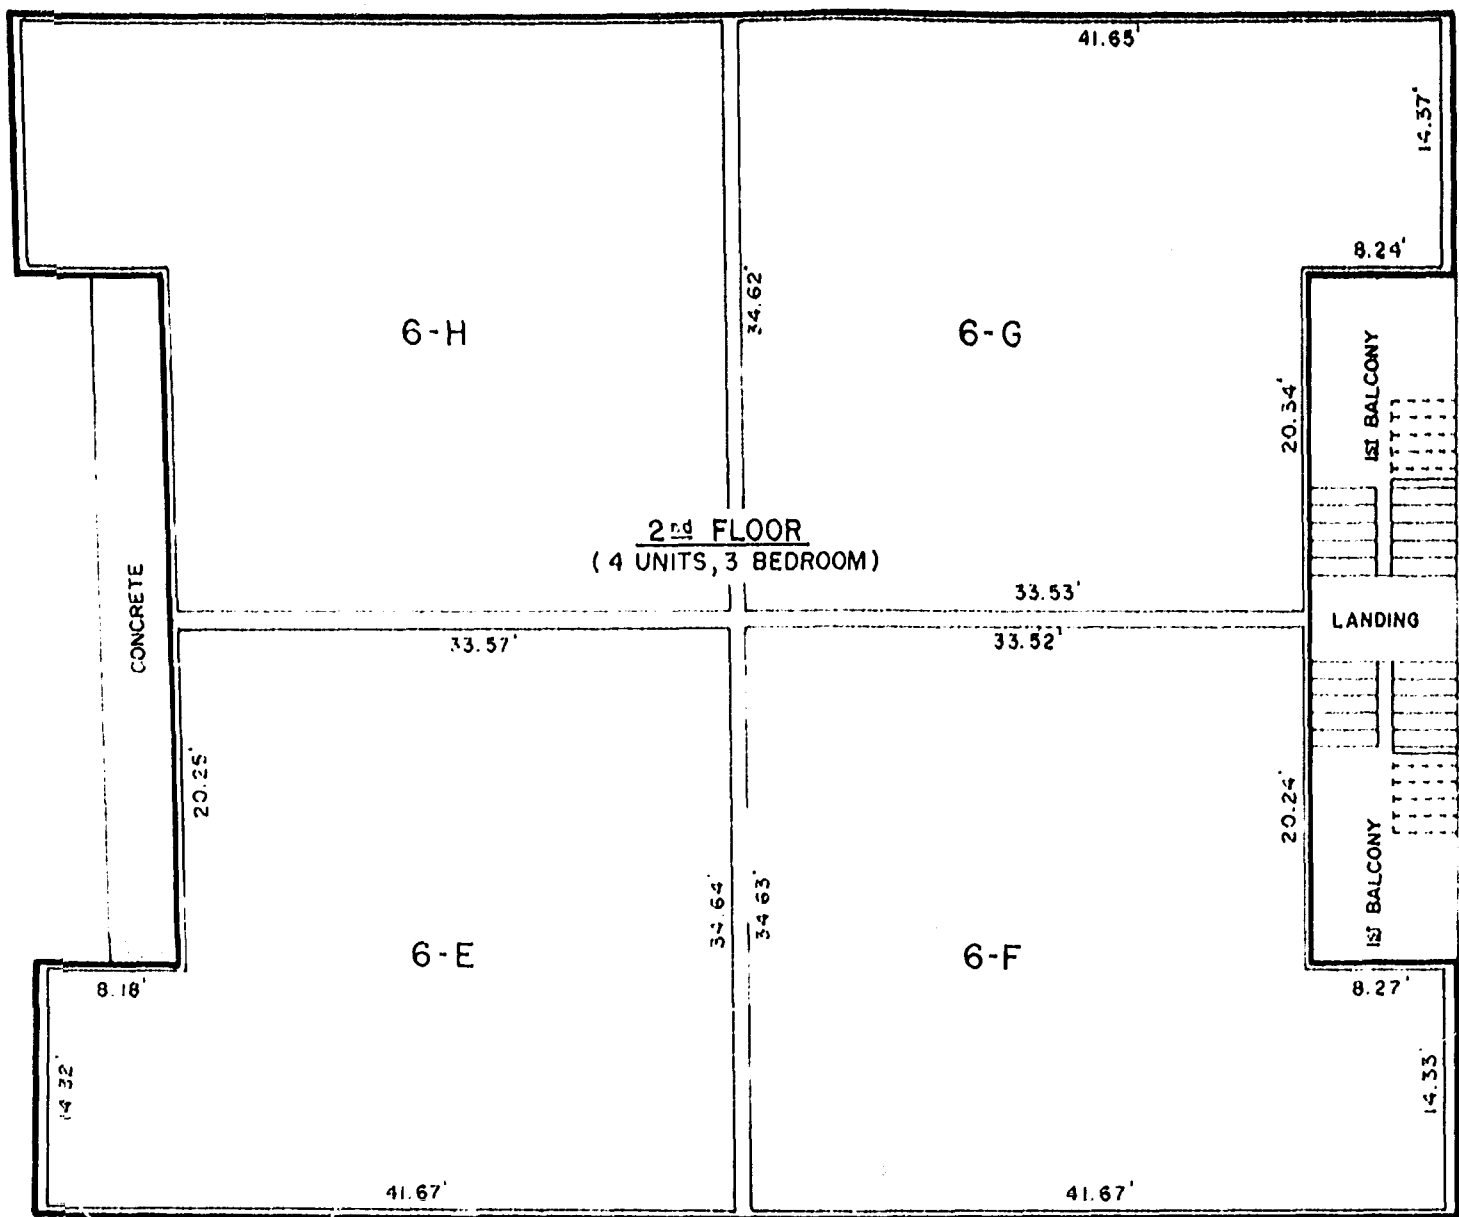 41.65'
14.37'
8.24'
34.62'
6-H
6-G
1ST BALCONY
20.34'
2nd FLOOR
(4 UNITS, 3 BEDROOM)
33.53'
CONCRETE
LANDING
33.57'
33.52'
20.25'
20.24'
34.64'
34.63'
1ST BALCONY
6-E
6-F
8.18'
8.27'
14.32'
14.33'
41.67'
41.67'